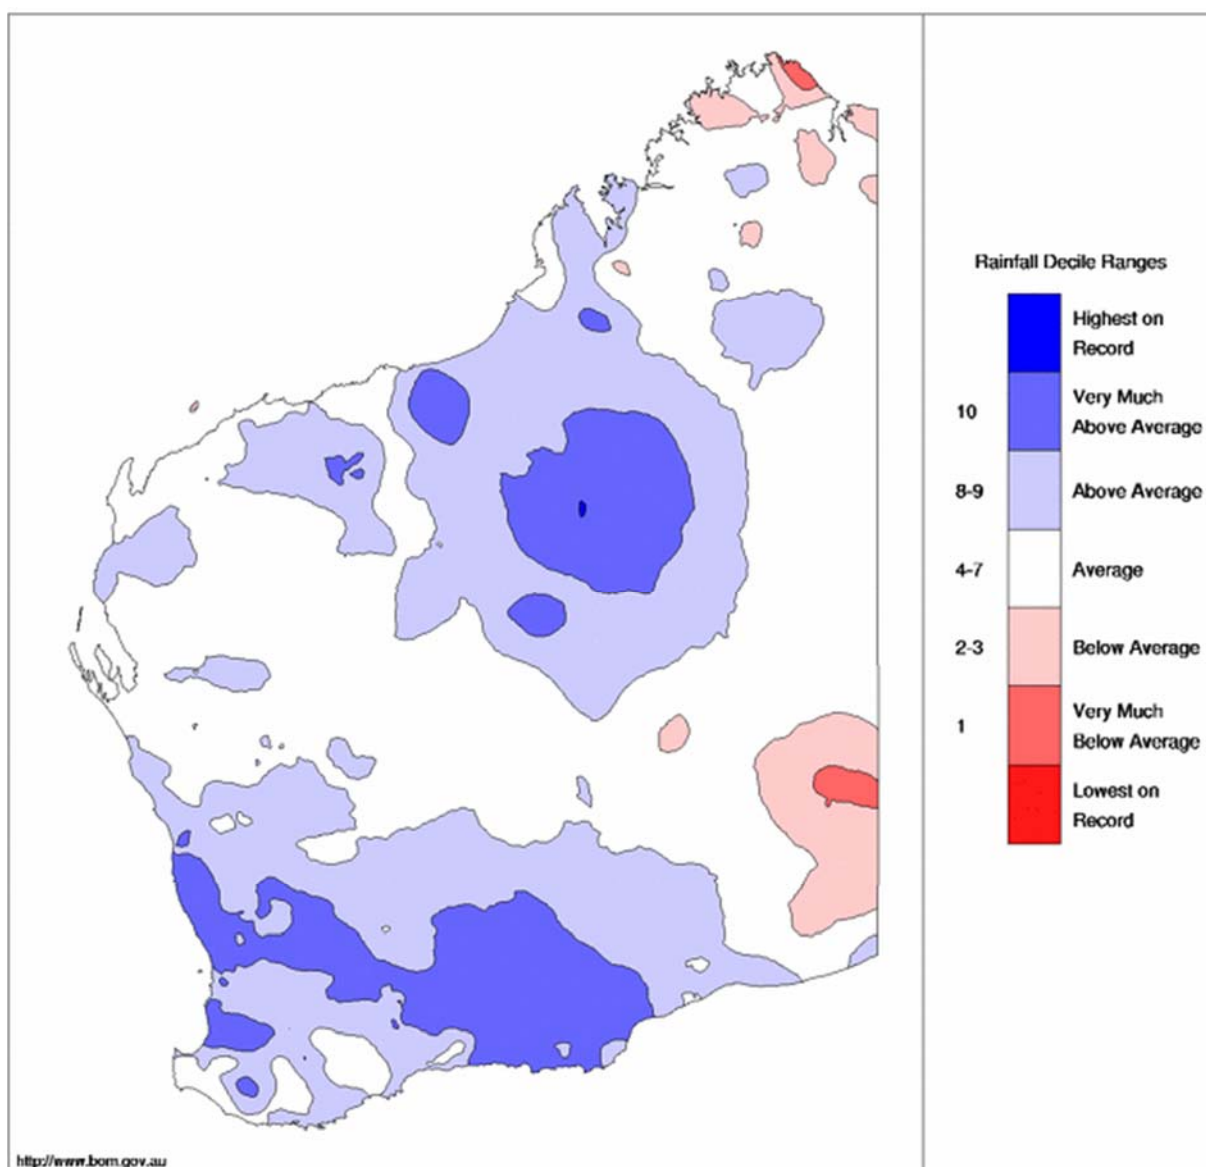 Rainfall Decile Ranges
Highest on
Record
10
Very Much
Above Average
8-9
Above Average
4-7
Average
2-3
Below Average
1
Very Much
Below Average
Lowest on
Record
http://www.bom.gov.au